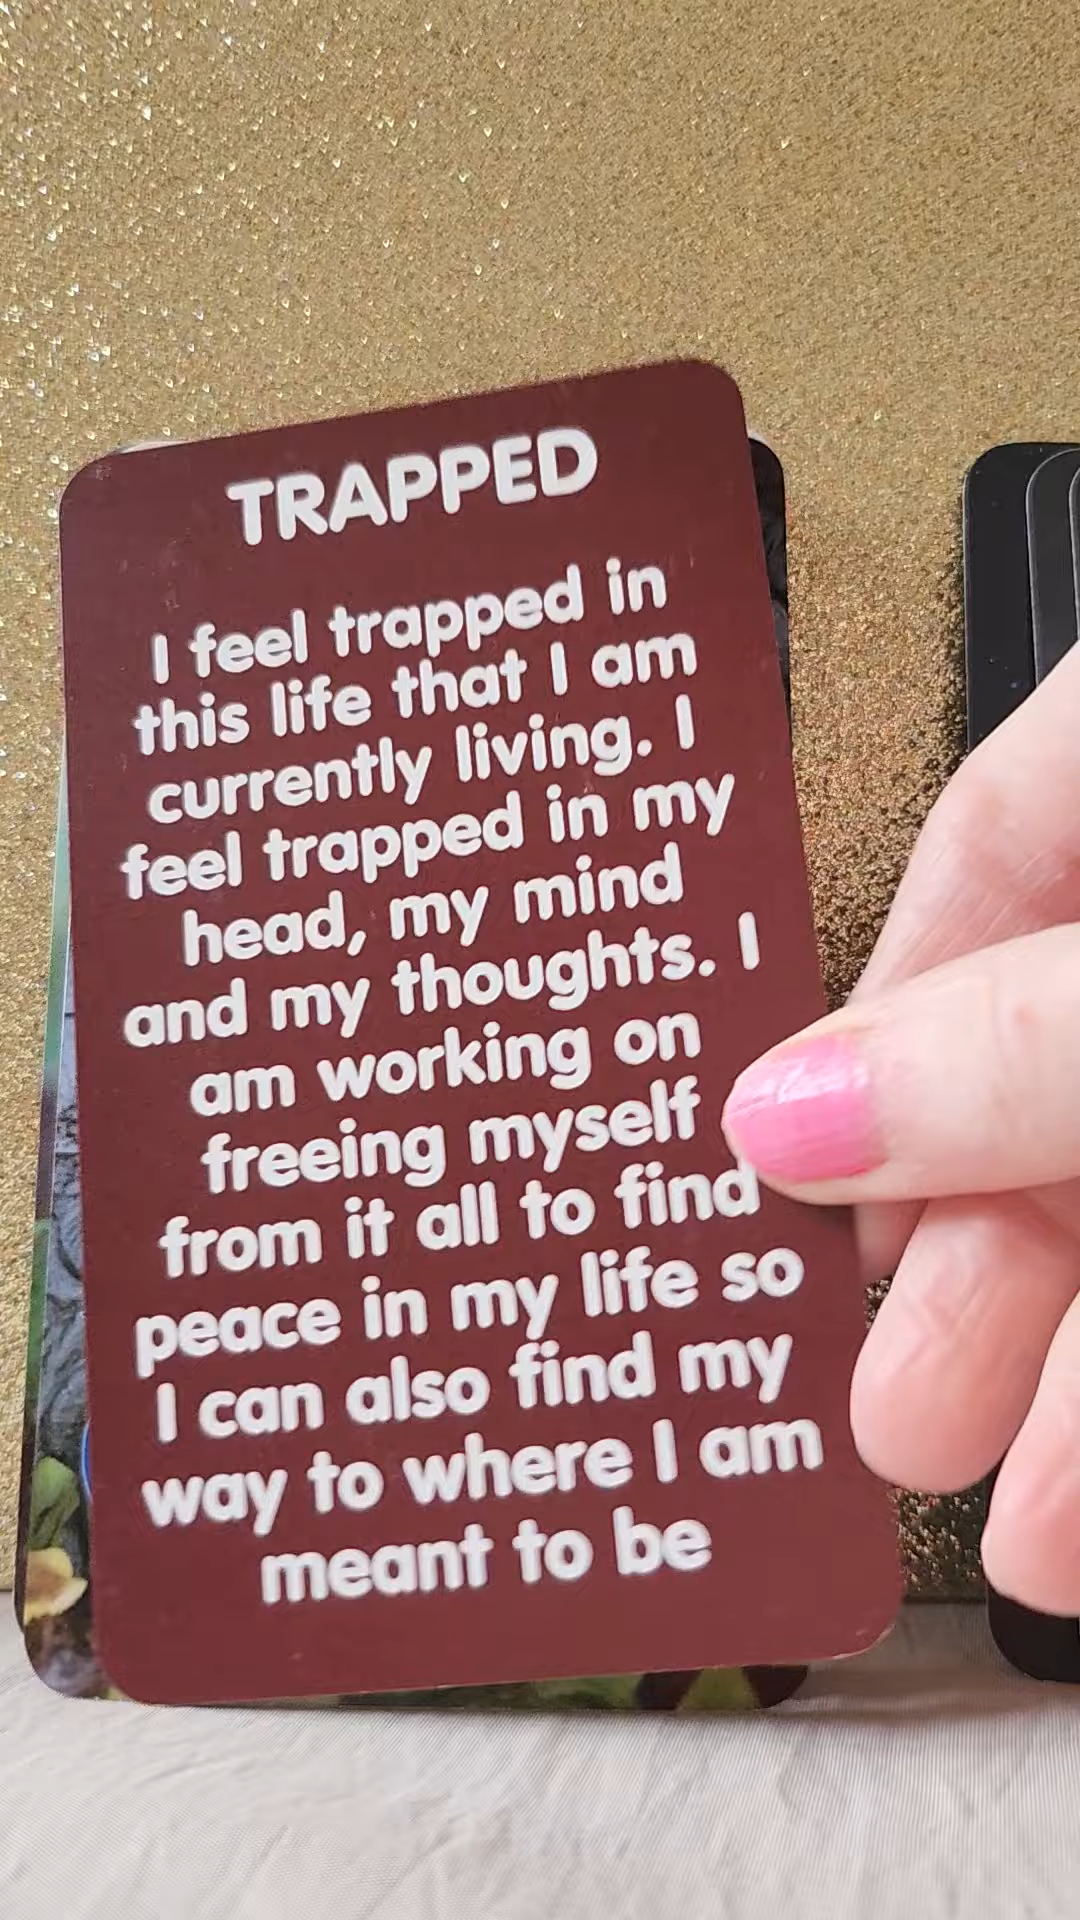 TRAPPED
I feel trapped in
this life that I am
currently living. I
feel trapped in my
head, my mind
and my thoughts. I
am working on
freeing myself
from it all to find
peace in my life so
I can also find my
way to where I am
meant to be